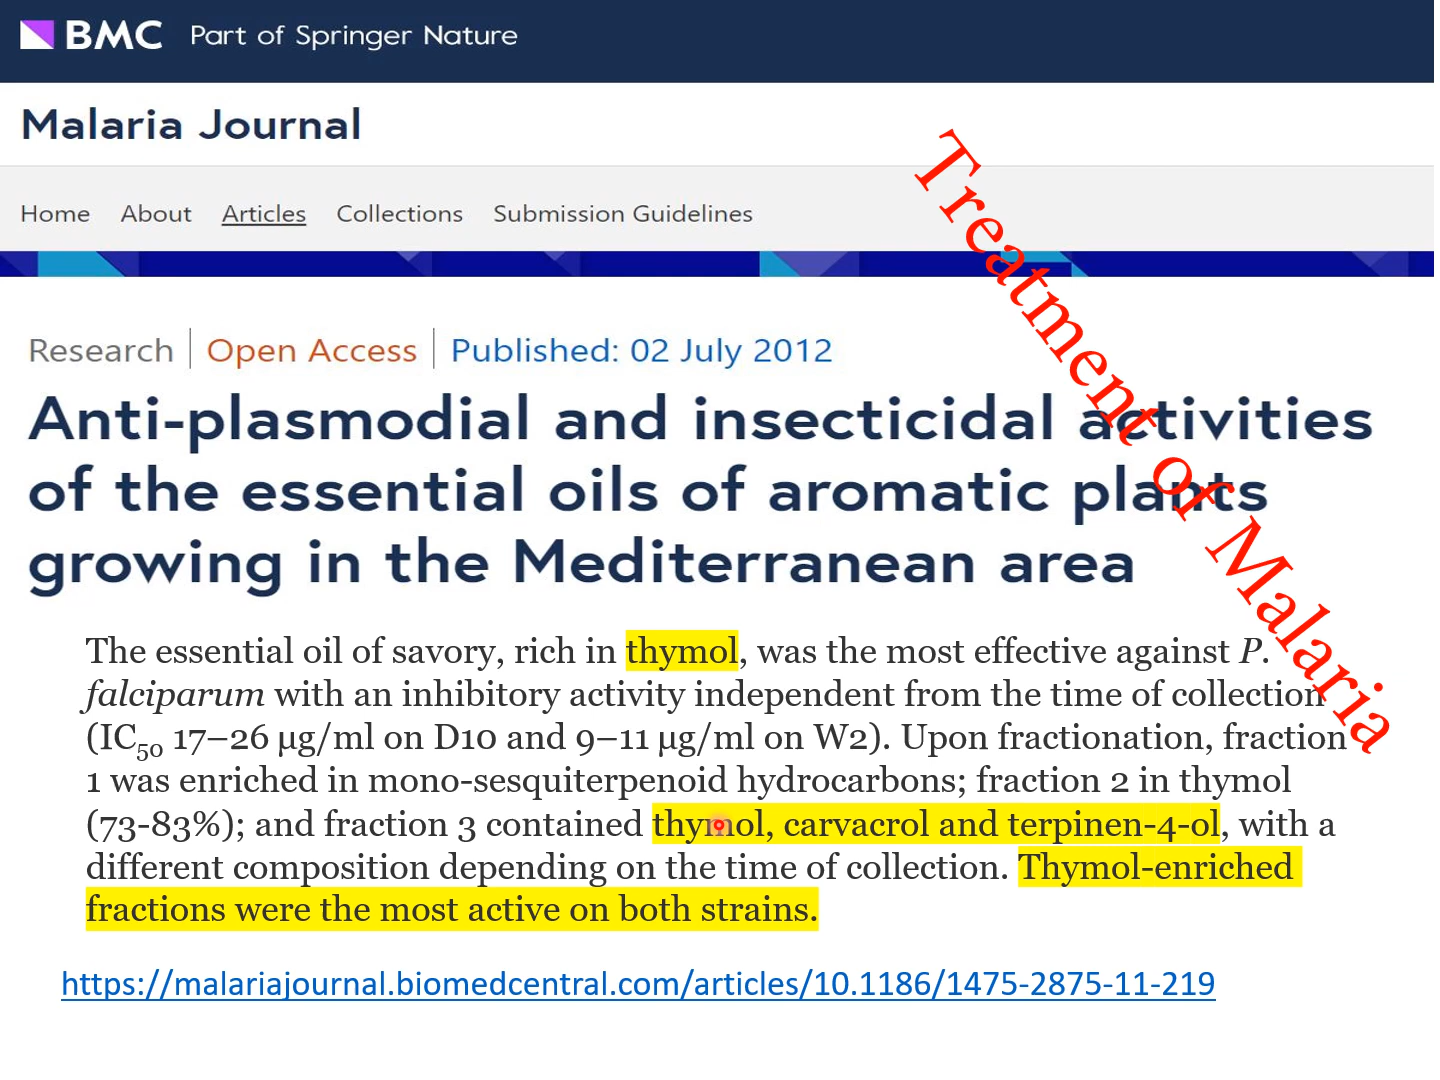 BMC Part of Springer Nature
Malaria Journal
Home About Articles Collections Submission Guidelines
Treatment of Malaria
Research | Open Access | Published: 02 July 2012
Anti-plasmodial and insecticidal activities
of the essential oils of aromatic plants
growing in the Mediterranean area
The essential oil of savory, rich in thymol, was the most effective against P.
falciparum with an inhibitory activity independent from the time of collection
(IC50 17–26 μg/ml on D10 and 9–11 μg/ml on W2). Upon fractionation, fraction
1 was enriched in mono-sesquiterpenoid hydrocarbons; fraction 2 in thymol
(73-83%); and fraction 3 contained thymol, carvacrol and terpinen-4-ol, with a
different composition depending on the time of collection. Thymol-enriched
fractions were the most active on both strains.
https://malariajournal.biomedcentral.com/articles/10.1186/1475-2875-11-219